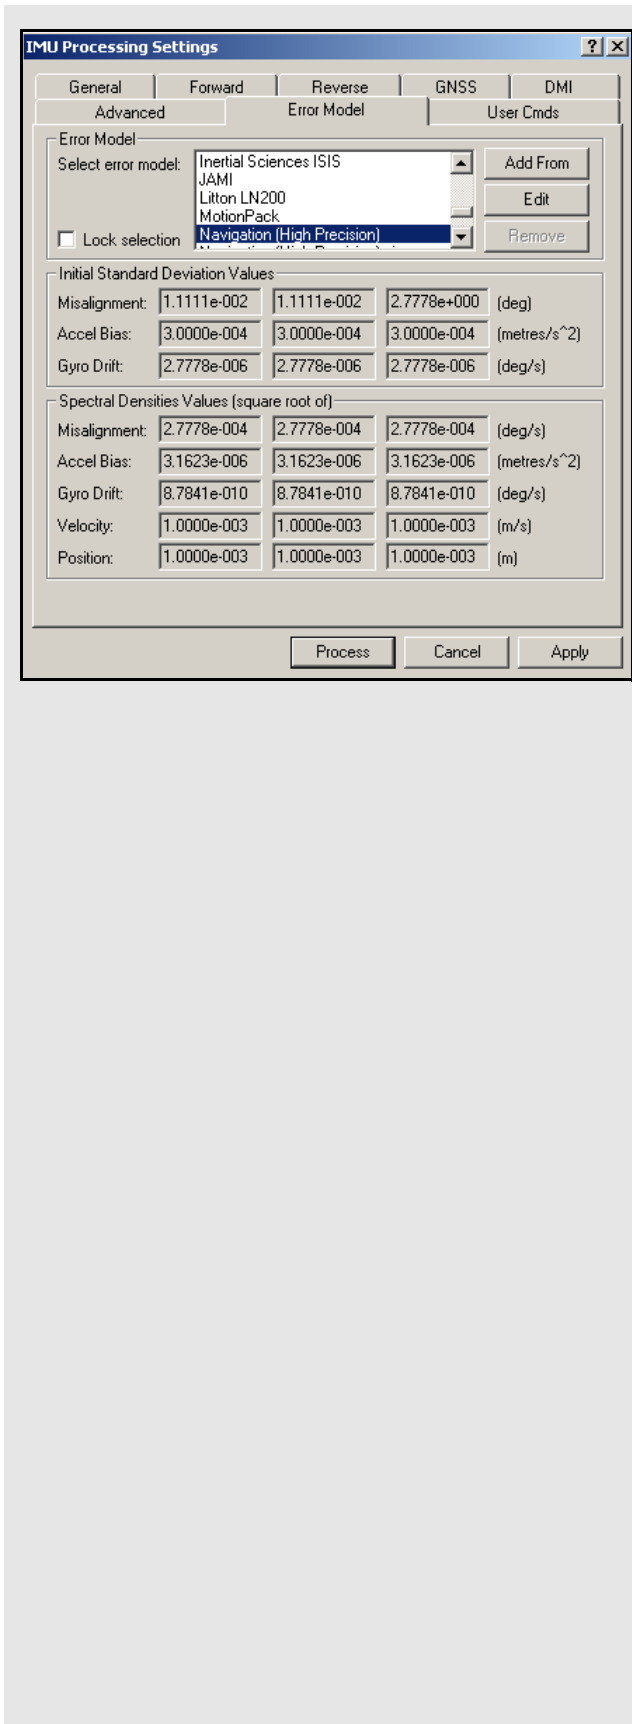 IMU Processing Settings
General Forward Reverse GNSS DMI
Advanced Error Model User Cmds
Error Model
Select error model:
Inertial Sciences ISIS
JAMI
Litton LN200
MotionPack
Navigation (High Precision)
Add From
Edit
Remove
Lock selection
Initial Standard Deviation Values
Misalignment: 1.1111e-002 1.1111e-002 2.7778e+000 (deg)
Accel Bias: 3.0000e-004 3.0000e-004 3.0000e-004 (metres/s^2)
Gyro Drift: 2.7778e-006 2.7778e-006 2.7778e-006 (deg/s)
Spectral Densities Values (square root of)
Misalignment: 2.7778e-004 2.7778e-004 2.7778e-004 (deg/s)
Accel Bias: 3.1623e-006 3.1623e-006 3.1623e-006 (metres/s^2)
Gyro Drift: 8.7841e-010 8.7841e-010 8.7841e-010 (deg/s)
Velocity: 1.0000e-003 1.0000e-003 1.0000e-003 (m/s)
Position: 1.0000e-003 1.0000e-003 1.0000e-003 (m)
Process Cancel Apply